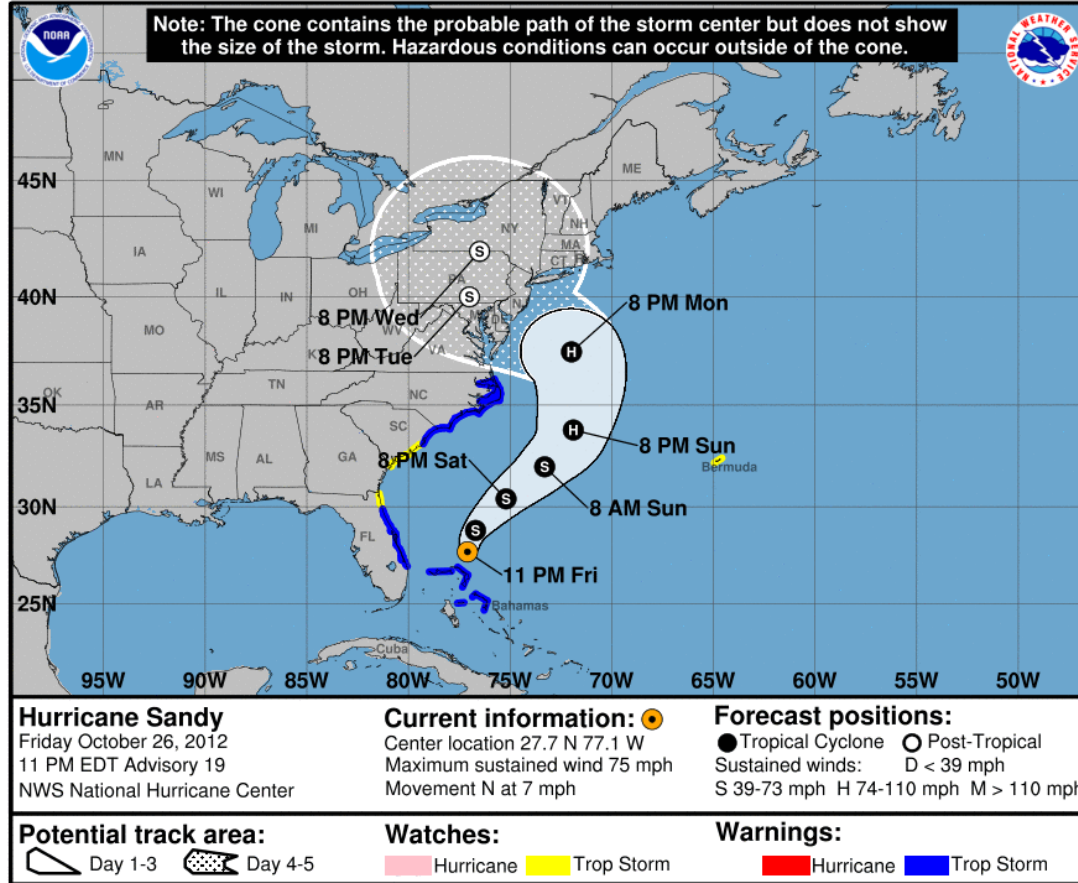 Note: The cone contains the probable path of the storm center but does not show
the size of the storm. Hazardous conditions can occur outside of the cone.
NOAA
NATIONAL WEATHER SERVICE
MN
WI
MI
IA
IL
IN
OH
MO
OK
AR
TN
MS
AL
GA
LA
FL
SC
NC
VA
WV
PA
NY
VT
NH
ME
MA
CT
45N
40N
35N
30N
25N
S
S
H
H
S
S
S
8 PM Wed
8 PM Tue
8 PM Mon
8 PM Sun
8 PM Sat
8 AM Sun
11 PM Fri
Bermuda
Bahamas
Cuba
95W 90W 85W 80W 75W 70W 65W 60W 55W 50W
Hurricane Sandy
Friday October 26, 2012
11 PM EDT Advisory 19
NWS National Hurricane Center
Current information:
Center location 27.7 N 77.1 W
Maximum sustained wind 75 mph
Movement N at 7 mph
Forecast positions:
Tropical Cyclone Post-Tropical
Sustained winds: D < 39 mph
S 39-73 mph H 74-110 mph M > 110 mph
Potential track area:
Day 1-3 Day 4-5
Watches:
Hurricane Trop Storm
Warnings:
Hurricane Trop Storm